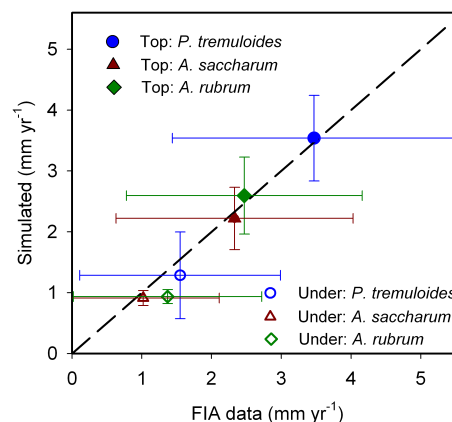 5
4
3
2
1
0
Simulated (mm yr⁻¹)
Top: P. tremuloides
Top: A. saccharum
Top: A. rubrum
Under: P. tremuloides
Under: A. saccharum
Under: A. rubrum
0 1 2 3 4 5
FIA data (mm yr⁻¹)